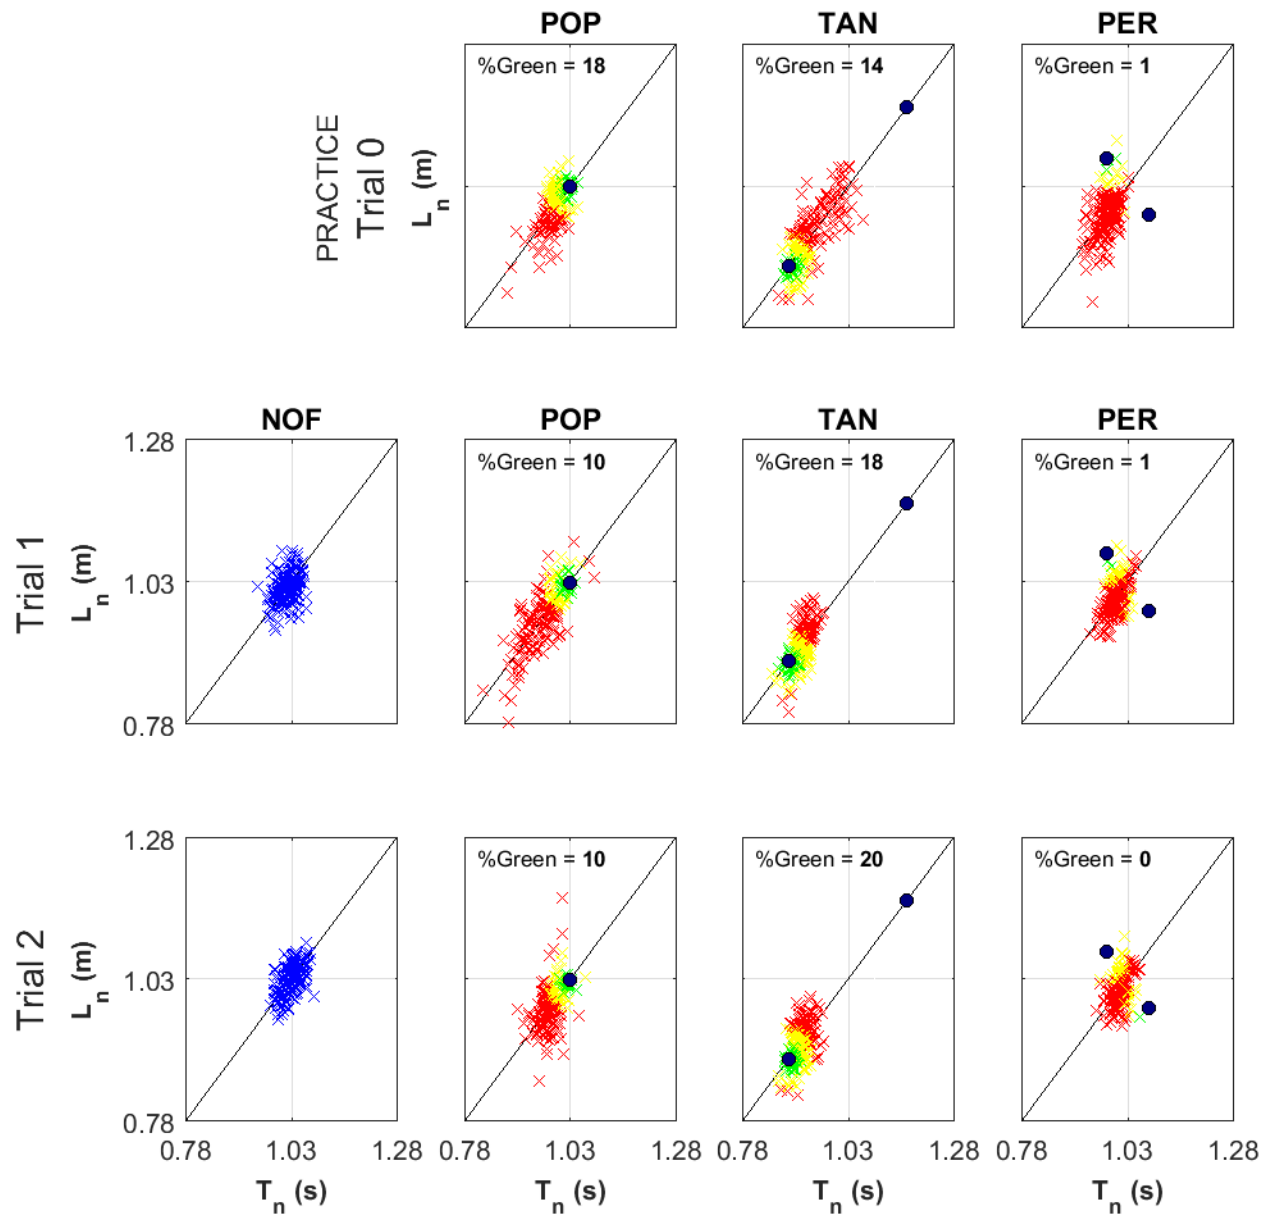 POP TAN PER
%Green = 18 %Green = 14 %Green = 1
PRACTICE
Trial 0
L_n (m)
NOF POP TAN PER
1.28
%Green = 10 %Green = 18 %Green = 1
Trial 1
L_n (m)
1.03
0.78
1.28
%Green = 10 %Green = 20 %Green = 0
Trial 2
L_n (m)
1.03
0.78
0.78 1.03 1.28 0.78 1.03 1.28 0.78 1.03 1.28 0.78 1.03 1.28
T_n (s) T_n (s) T_n (s) T_n (s)